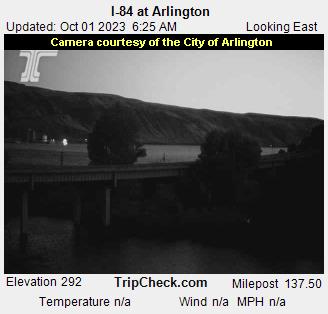 I-84 at Arlington
Updated: Oct 01 2023 6:25 AM Looking East
Camera courtesy of the City of Arlington
Elevation 292 TripCheck.com Milepost 137.50
Temperature n/a Wind n/a MPH n/a